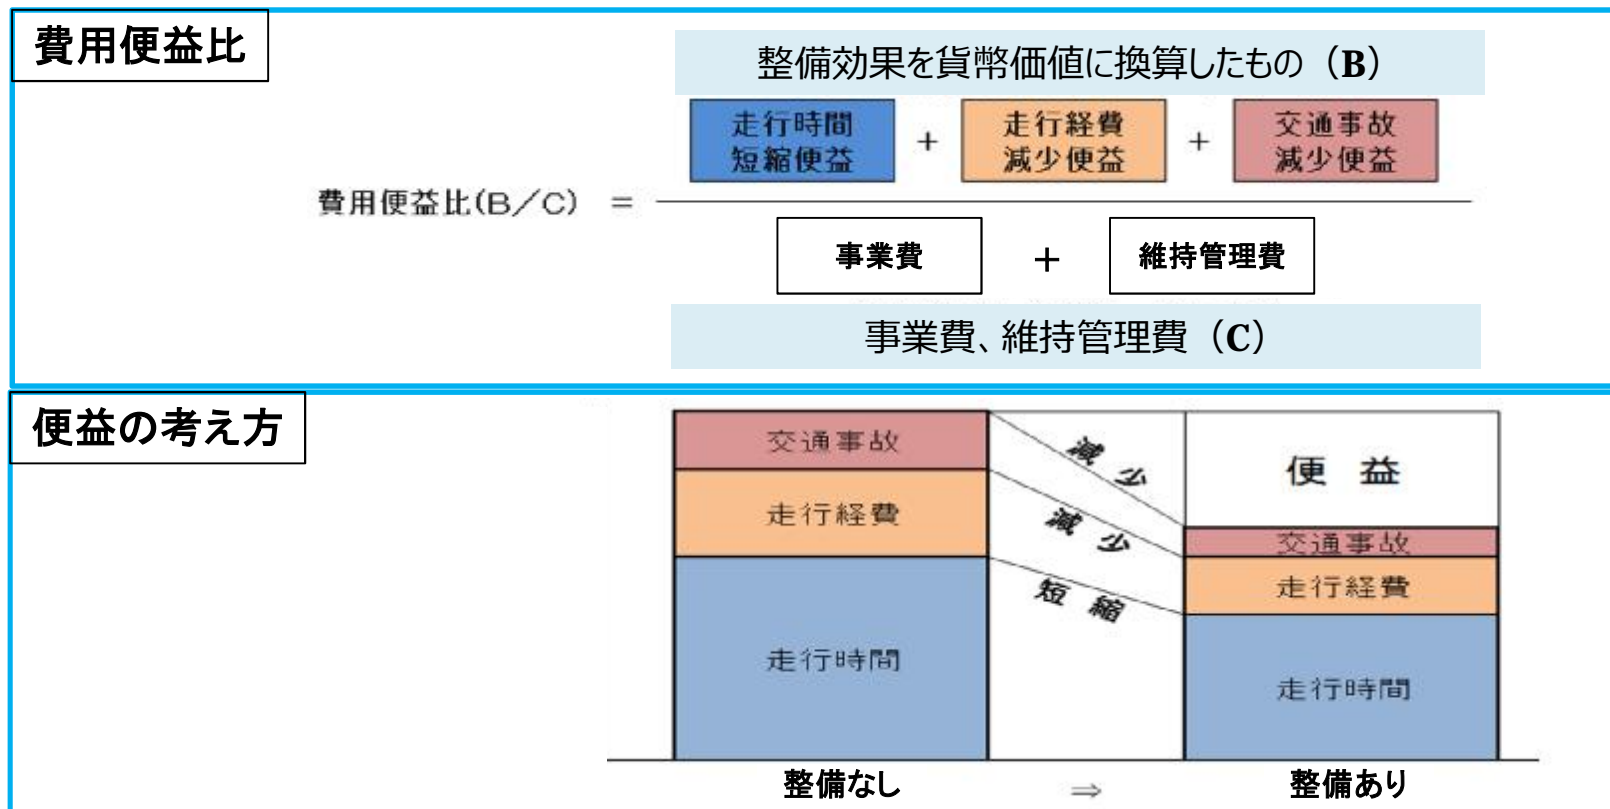 費用便益比
整備効果を貨幣価値に換算したもの（B）
走行時間
短縮便益
+
走行経費
減少便益
+
交通事故
減少便益
費用便益比(B／C) =
事業費
+
維持管理費
事業費、維持管理費（C）
便益の考え方
交通事故
走行経費
走行時間
減少
減少
短縮
便益
交通事故
走行経費
走行時間
整備なし
⇒
整備あり